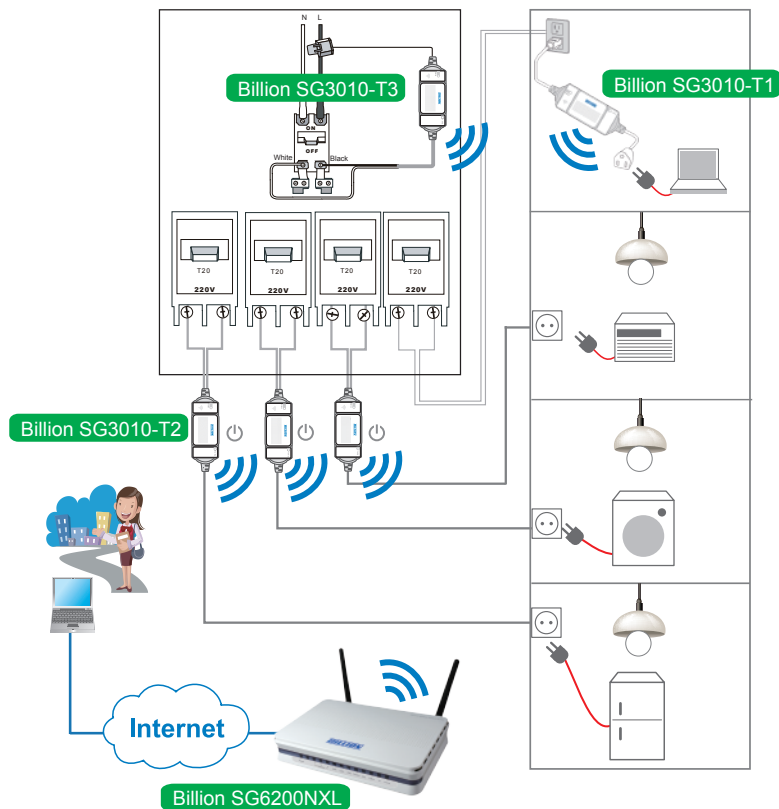 N L
Billion SG3010-T3
Billion SG3010-T1
ON
OFF
White
Black
T20
220V
T20
220V
T20
220V
T20
220V
Billion SG3010-T2
Internet
BILLION
Billion SG6200NXL